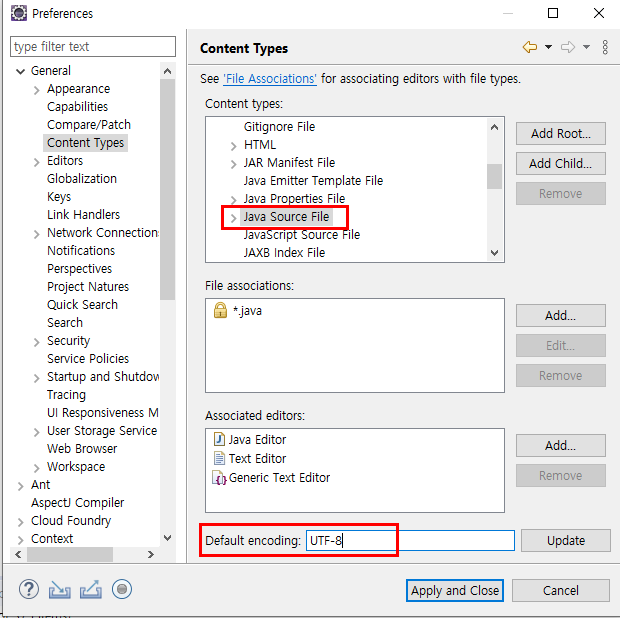 Preferences
type filter text
General
Appearance
Capabilities
Compare/Patch
Content Types
Editors
Globalization
Keys
Link Handlers
Network Connection
Notifications
Perspectives
Project Natures
Quick Search
Search
Security
Service Policies
Startup and Shutdow
Tracing
UI Responsiveness M
User Storage Service
Web Browser
Workspace
Ant
AspectJ Compiler
Cloud Foundry
Context
Content Types
See 'File Associations' for associating editors with file types.
Content types:
Gitignore File
HTML
JAR Manifest File
Java Emitter Template File
Java Properties File
Java Source File
JavaScript Source File
JAXB Index File
Add Root...
Add Child...
Remove
File associations:
*.java
Add...
Edit...
Remove
Associated editors:
Java Editor
Text Editor
Generic Text Editor
Add...
Remove
Default encoding: UTF-8
Update
Apply and Close
Cancel